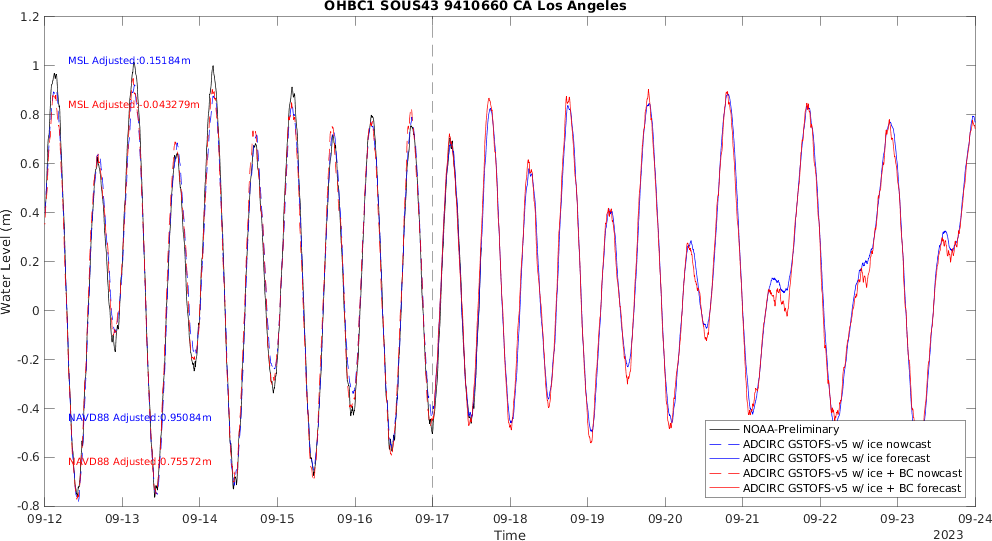 OHBC1 SOUS43 9410660 CA Los Angeles
1.2
1
0.8
0.6
0.4
0.2
0
-0.2
-0.4
-0.6
-0.8
Water Level (m)
MSL Adjusted:0.15184m
MSL Adjusted:-0.043279m
NAVD88 Adjusted:0.95084m
NAVD88 Adjusted:0.75572m
NOAA-Preliminary
ADCIRC GSTOFS-v5 w/ ice nowcast
ADCIRC GSTOFS-v5 w/ ice forecast
ADCIRC GSTOFS-v5 w/ ice + BC nowcast
ADCIRC GSTOFS-v5 w/ ice + BC forecast
09-12 09-13 09-14 09-15 09-16 09-17 09-18 09-19 09-20 09-21 09-22 09-23 09-24
Time
2023